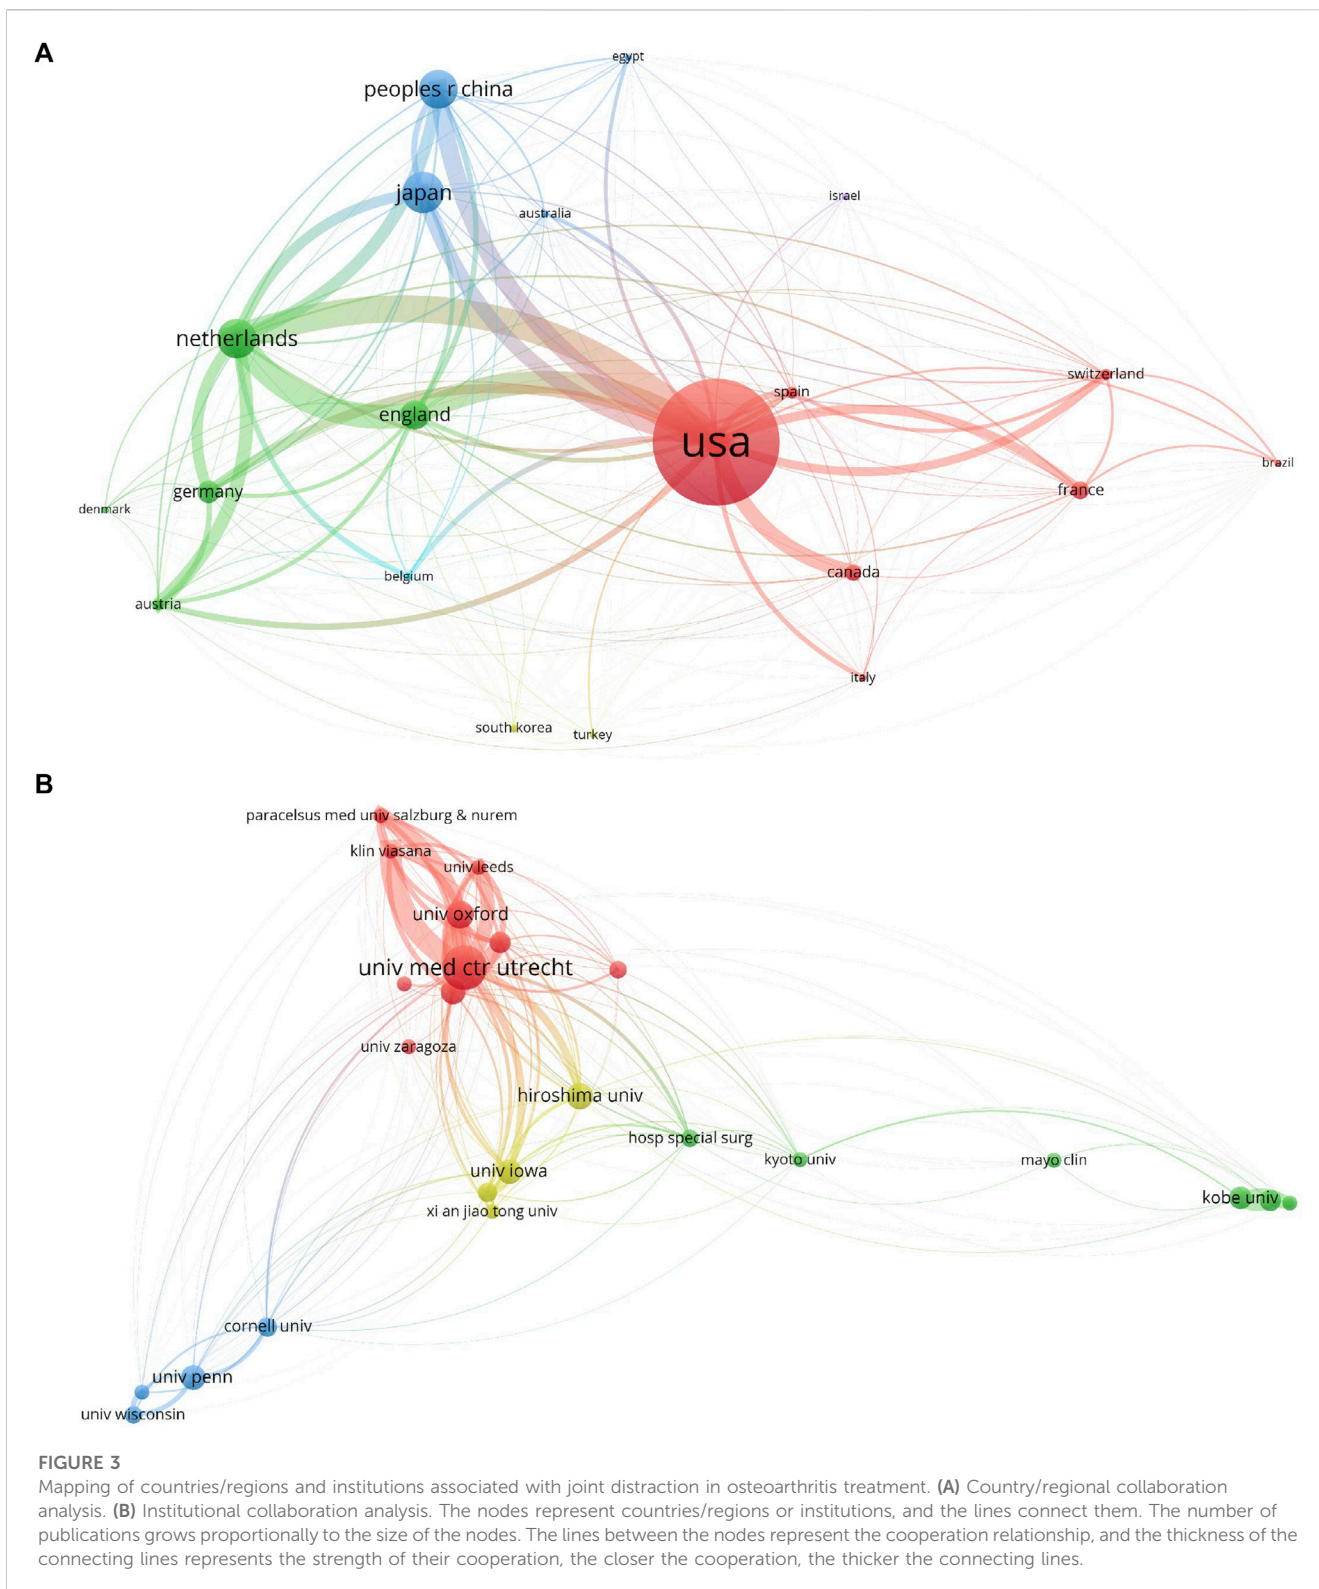 A
egypt
peoples r china
japan
israel
australia
netherlands
switzerland
spain
england
usa
brazil
germany
france
denmark
canada
belgium
austria
italy
south korea
turkey
B
paracelsus med univ salzburg & nurem
klin viasana
univ leeds
univ oxford
univ med ctr utrecht
univ zaragoza
hiroshima univ
hosp special surg
kyoto univ
mayo clin
univ iowa
kobe univ
xi an jiao tong univ
cornell univ
univ penn
univ wisconsin
FIGURE 3
Mapping of countries/regions and institutions associated with joint distraction in osteoarthritis treatment. (A) Country/regional collaboration
analysis. (B) Institutional collaboration analysis. The nodes represent countries/regions or institutions, and the lines connect them. The number of
publications grows proportionally to the size of the nodes. The lines between the nodes represent the cooperation relationship, and the thickness of the
connecting lines represents the strength of their cooperation, the closer the cooperation, the thicker the connecting lines.